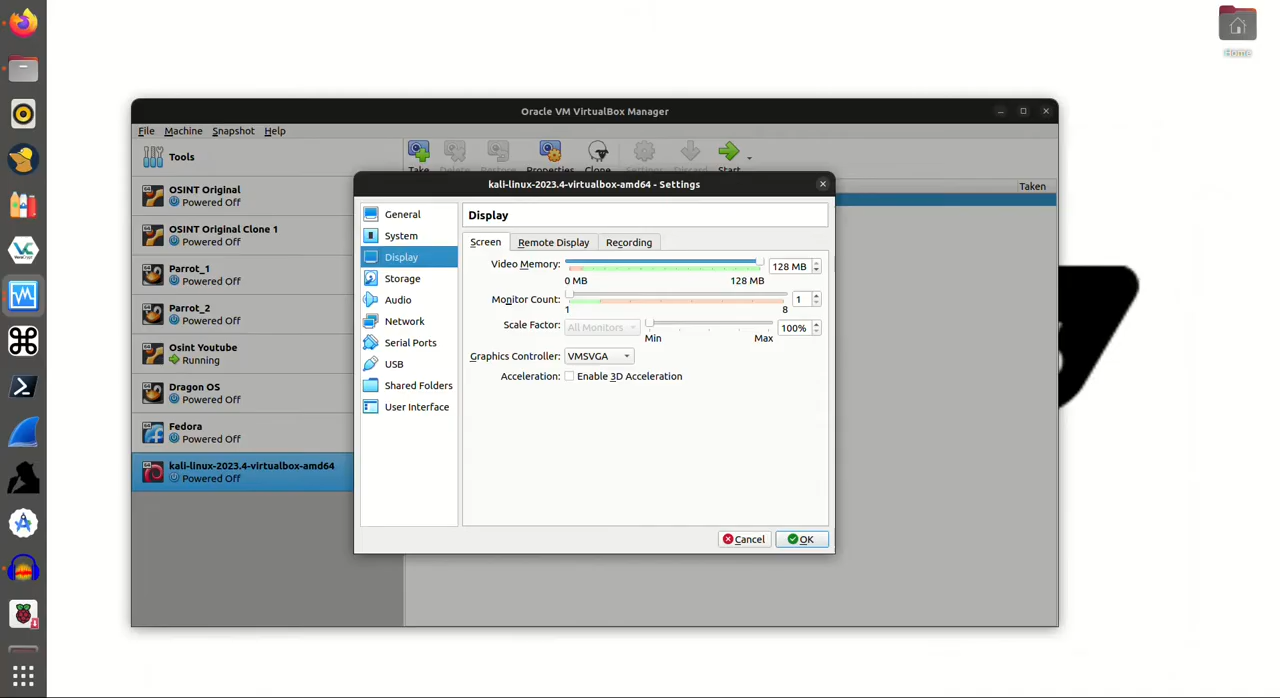 Home
Oracle VM VirtualBox Manager
File Machine Snapshot Help
Tools
Take Delete Restore Properties Clone Settings Discard Start
Taken
OSINT Original
Powered Off
OSINT Original Clone 1
Powered Off
Parrot_1
Powered Off
Parrot_2
Powered Off
Osint Youtube
Running
Dragon OS
Powered Off
Fedora
Powered Off
kali-linux-2023.4-virtualbox-amd64
Powered Off
kali-linux-2023.4-virtualbox-amd64 - Settings
General
System
Display
Storage
Audio
Network
Serial Ports
USB
Shared Folders
User Interface
Display
Screen Remote Display Recording
Video Memory: 128 MB
0 MB 128 MB
Monitor Count: 1
1 8
Scale Factor: All Monitors 100%
Min Max
Graphics Controller: VMSVGA
Acceleration: Enable 3D Acceleration
Cancel OK